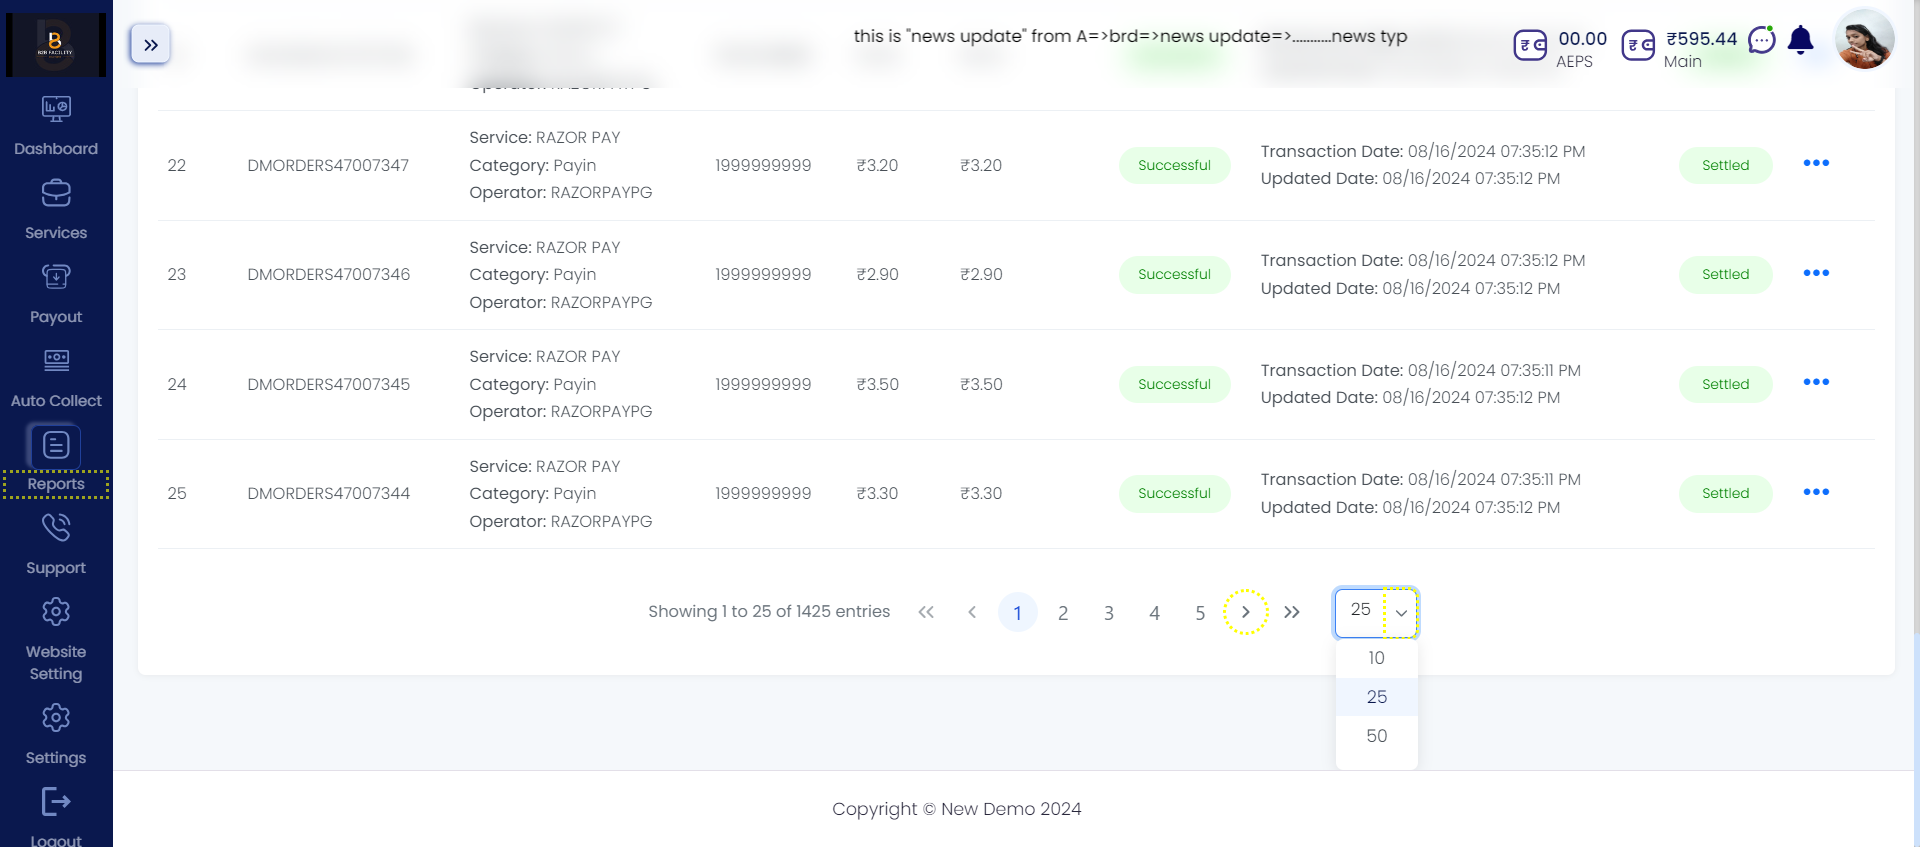 B2B FACILITY
this is "news update" from A=>brd=>news update=>............news typ
₹ 00.00
AEPS
₹ ₹595.44
Main
Dashboard
Services
Payout
Auto Collect
Reports
Support
Website
Setting
Settings
Logout
22 DMORDERS47007347 Service: RAZOR PAY
Category: Payin
Operator: RAZORPAYPG
1999999999 ₹3.20 ₹3.20 Successful
Transaction Date: 08/16/2024 07:35:12 PM
Updated Date: 08/16/2024 07:35:12 PM
Settled
23 DMORDERS47007346 Service: RAZOR PAY
Category: Payin
Operator: RAZORPAYPG
1999999999 ₹2.90 ₹2.90 Successful
Transaction Date: 08/16/2024 07:35:12 PM
Updated Date: 08/16/2024 07:35:12 PM
Settled
24 DMORDERS47007345 Service: RAZOR PAY
Category: Payin
Operator: RAZORPAYPG
1999999999 ₹3.50 ₹3.50 Successful
Transaction Date: 08/16/2024 07:35:11 PM
Updated Date: 08/16/2024 07:35:12 PM
Settled
25 DMORDERS47007344 Service: RAZOR PAY
Category: Payin
Operator: RAZORPAYPG
1999999999 ₹3.30 ₹3.30 Successful
Transaction Date: 08/16/2024 07:35:11 PM
Updated Date: 08/16/2024 07:35:12 PM
Settled
Showing 1 to 25 of 1425 entries « ‹ 1 2 3 4 5 › » 25
10
25
50
Copyright © New Demo 2024